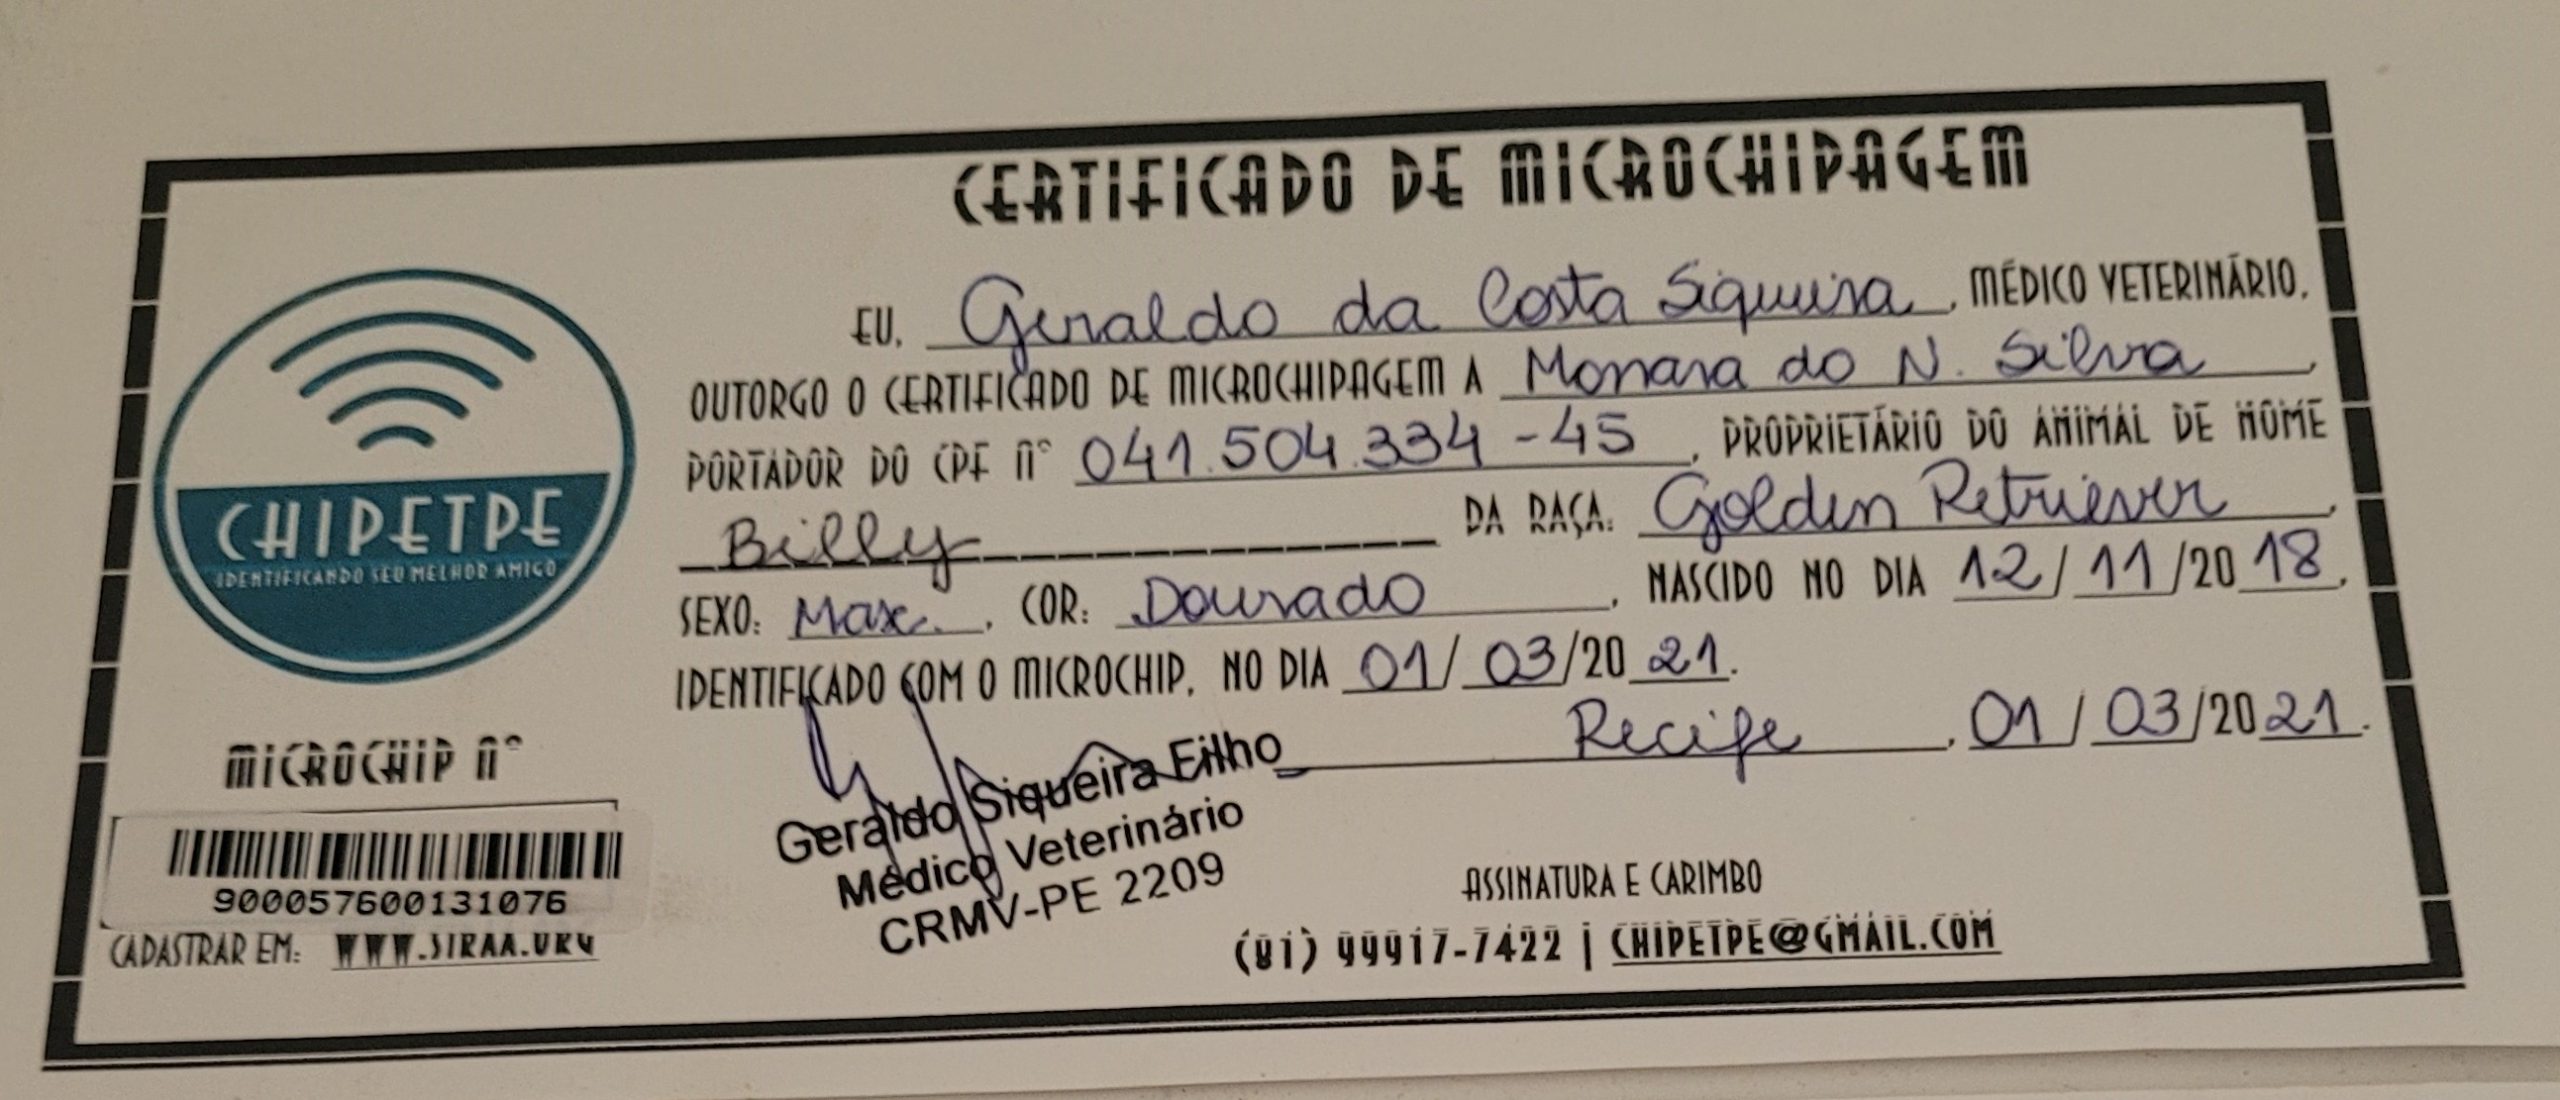 CERTIFICADO DE MICROCHIPAGEM
EU, Geraldo da Costa Siqueira, MÉDICO VETERINÁRIO,
OUTORGO O CERTIFICADO DE MICROCHIPAGEM A Monara do N. Silva,
PORTADOR DO CPF Nº 041.504.334-45, PROPRIETÁRIO DO ANIMAL DE NOME
Billy DA RAÇA: Golden Retriever,
SEXO: Max., COR: Dourado, NASCIDO NO DIA 12/11/2018,
IDENTIFICADO COM O MICROCHIP, NO DIA 01/03/2021.
Recife, 01/03/2021.
Geraldo Siqueira Filho
Médico Veterinário
CRMV-PE 2209
ASSINATURA E CARIMBO
(81) 99917-7422 | CHIPETPE@GMAIL.COM
CHIPETPE
IDENTIFICANDO SEU MELHOR AMIGO
MICROCHIP Nº
900057600131076
CADASTRAR EM: WWW.SIRAA.ORG